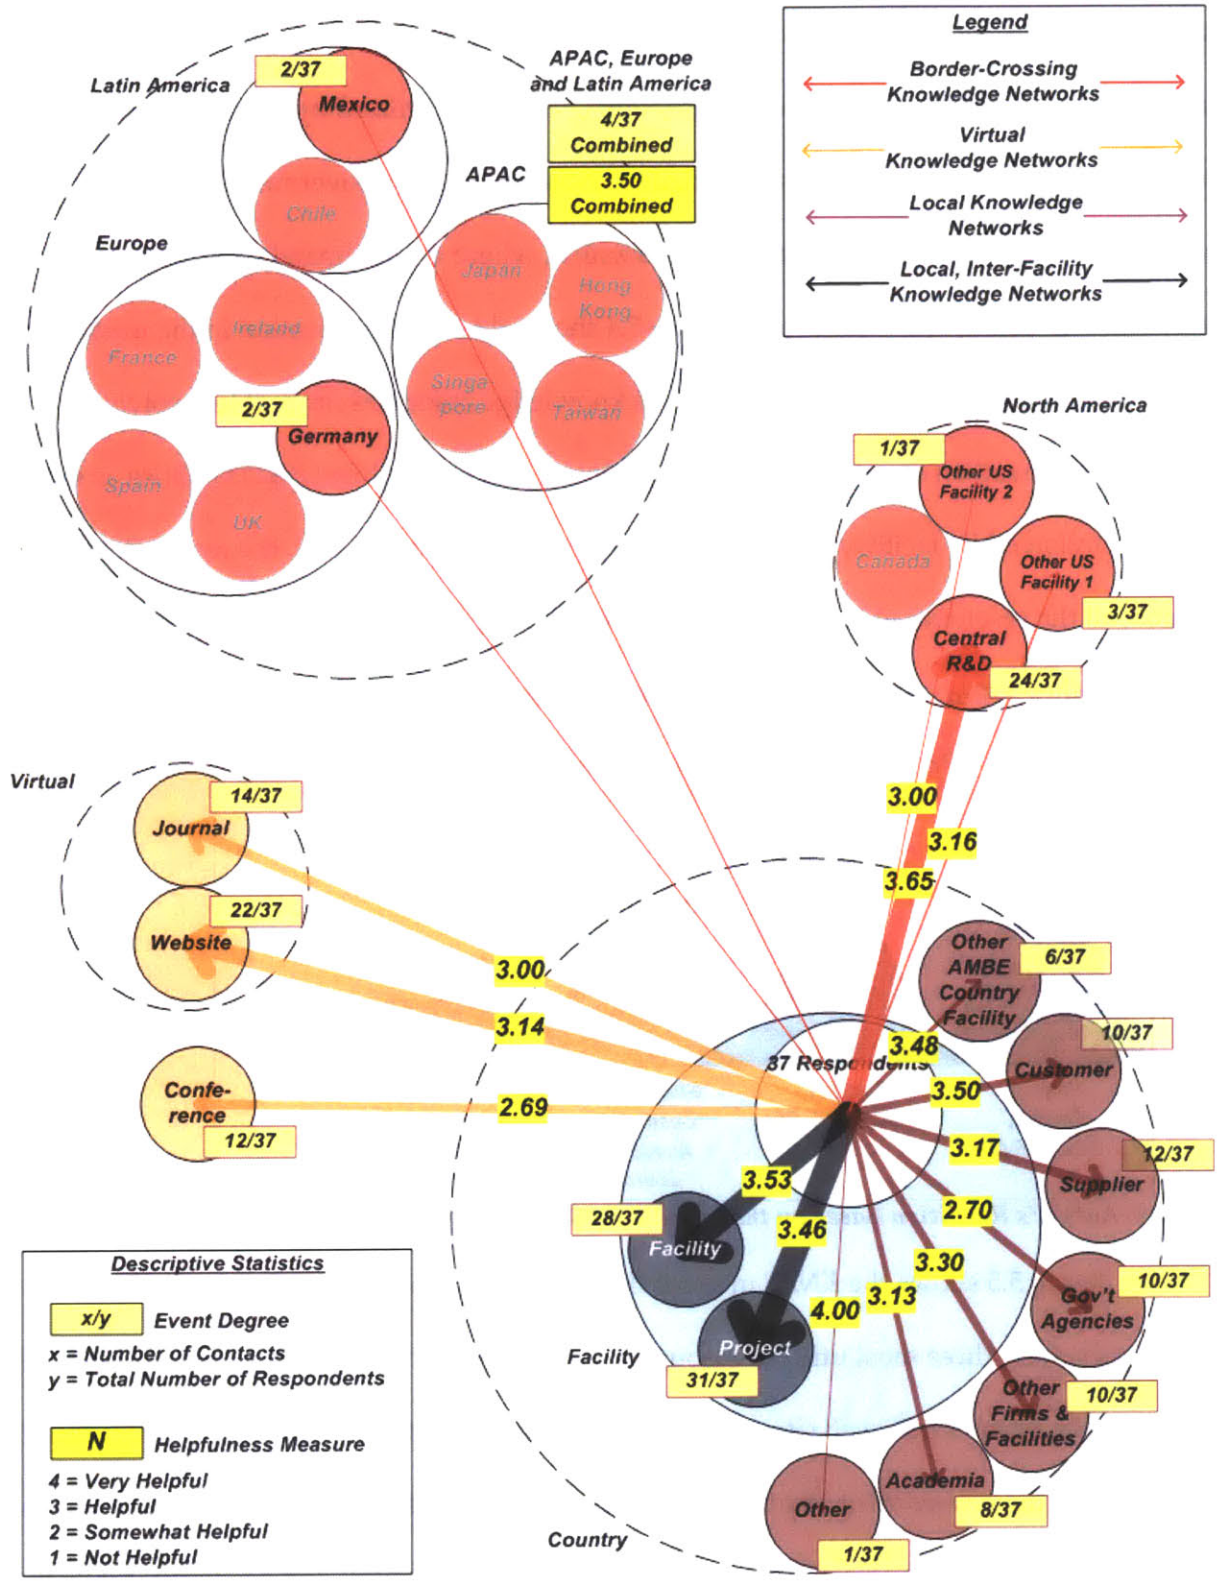 Legend
Border-Crossing
Knowledge Networks
Virtual
Knowledge Networks
Local Knowledge
Networks
Local, Inter-Facility
Knowledge Networks
Latin America
2/37
Mexico
Chile
APAC, Europe
and Latin America
4/37
Combined
3.50
Combined
APAC
Japan
Hong
Kong
Singa
pore
Taiwan
Europe
Ireland
France
2/37
Germany
Spain
UK
North America
1/37
Other US
Facility 2
Canada
Other US
Facility 1
3/37
Central
R&D
24/37
Virtual
14/37
Journal
22/37
Website
Confe-
rence
12/37
3.00
3.14
2.69
3.00
3.16
3.65
37 Respondents
Other
AMBE
Country
Facility
6/37
3.48
10/37
Customer
3.50
12/37
Supplier
3.17
10/37
Gov't
Agencies
2.70
10/37
Other
Firms &
Facilities
3.30
Academia
8/37
3.13
Other
1/37
4.00
3.53
28/37
Facility
3.46
Project
31/37
Facility
Country
Descriptive Statistics
x/y Event Degree
x = Number of Contacts
y = Total Number of Respondents
N Helpfulness Measure
4 = Very Helpful
3 = Helpful
2 = Somewhat Helpful
1 = Not Helpful